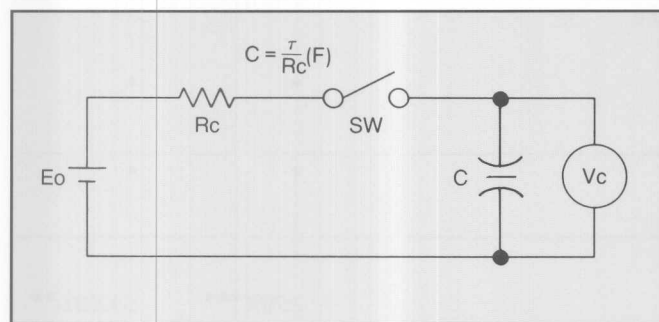 C = τ/Rc (F)
Rc
SW
Eo
C
Vc